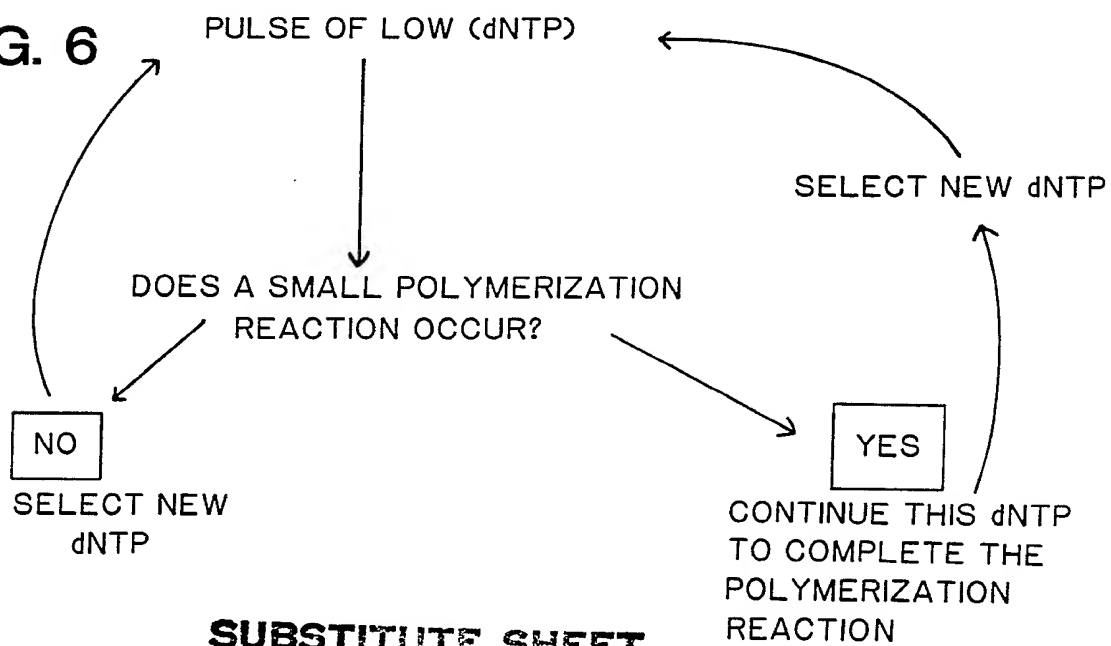 G. 6
PULSE OF LOW (dNTP)
SELECT NEW dNTP
DOES A SMALL POLYMERIZATION
REACTION OCCUR?
NO
SELECT NEW
dNTP
YES
CONTINUE THIS dNTP
TO COMPLETE THE
POLYMERIZATION
REACTION
SUBSTITUTE SHEET